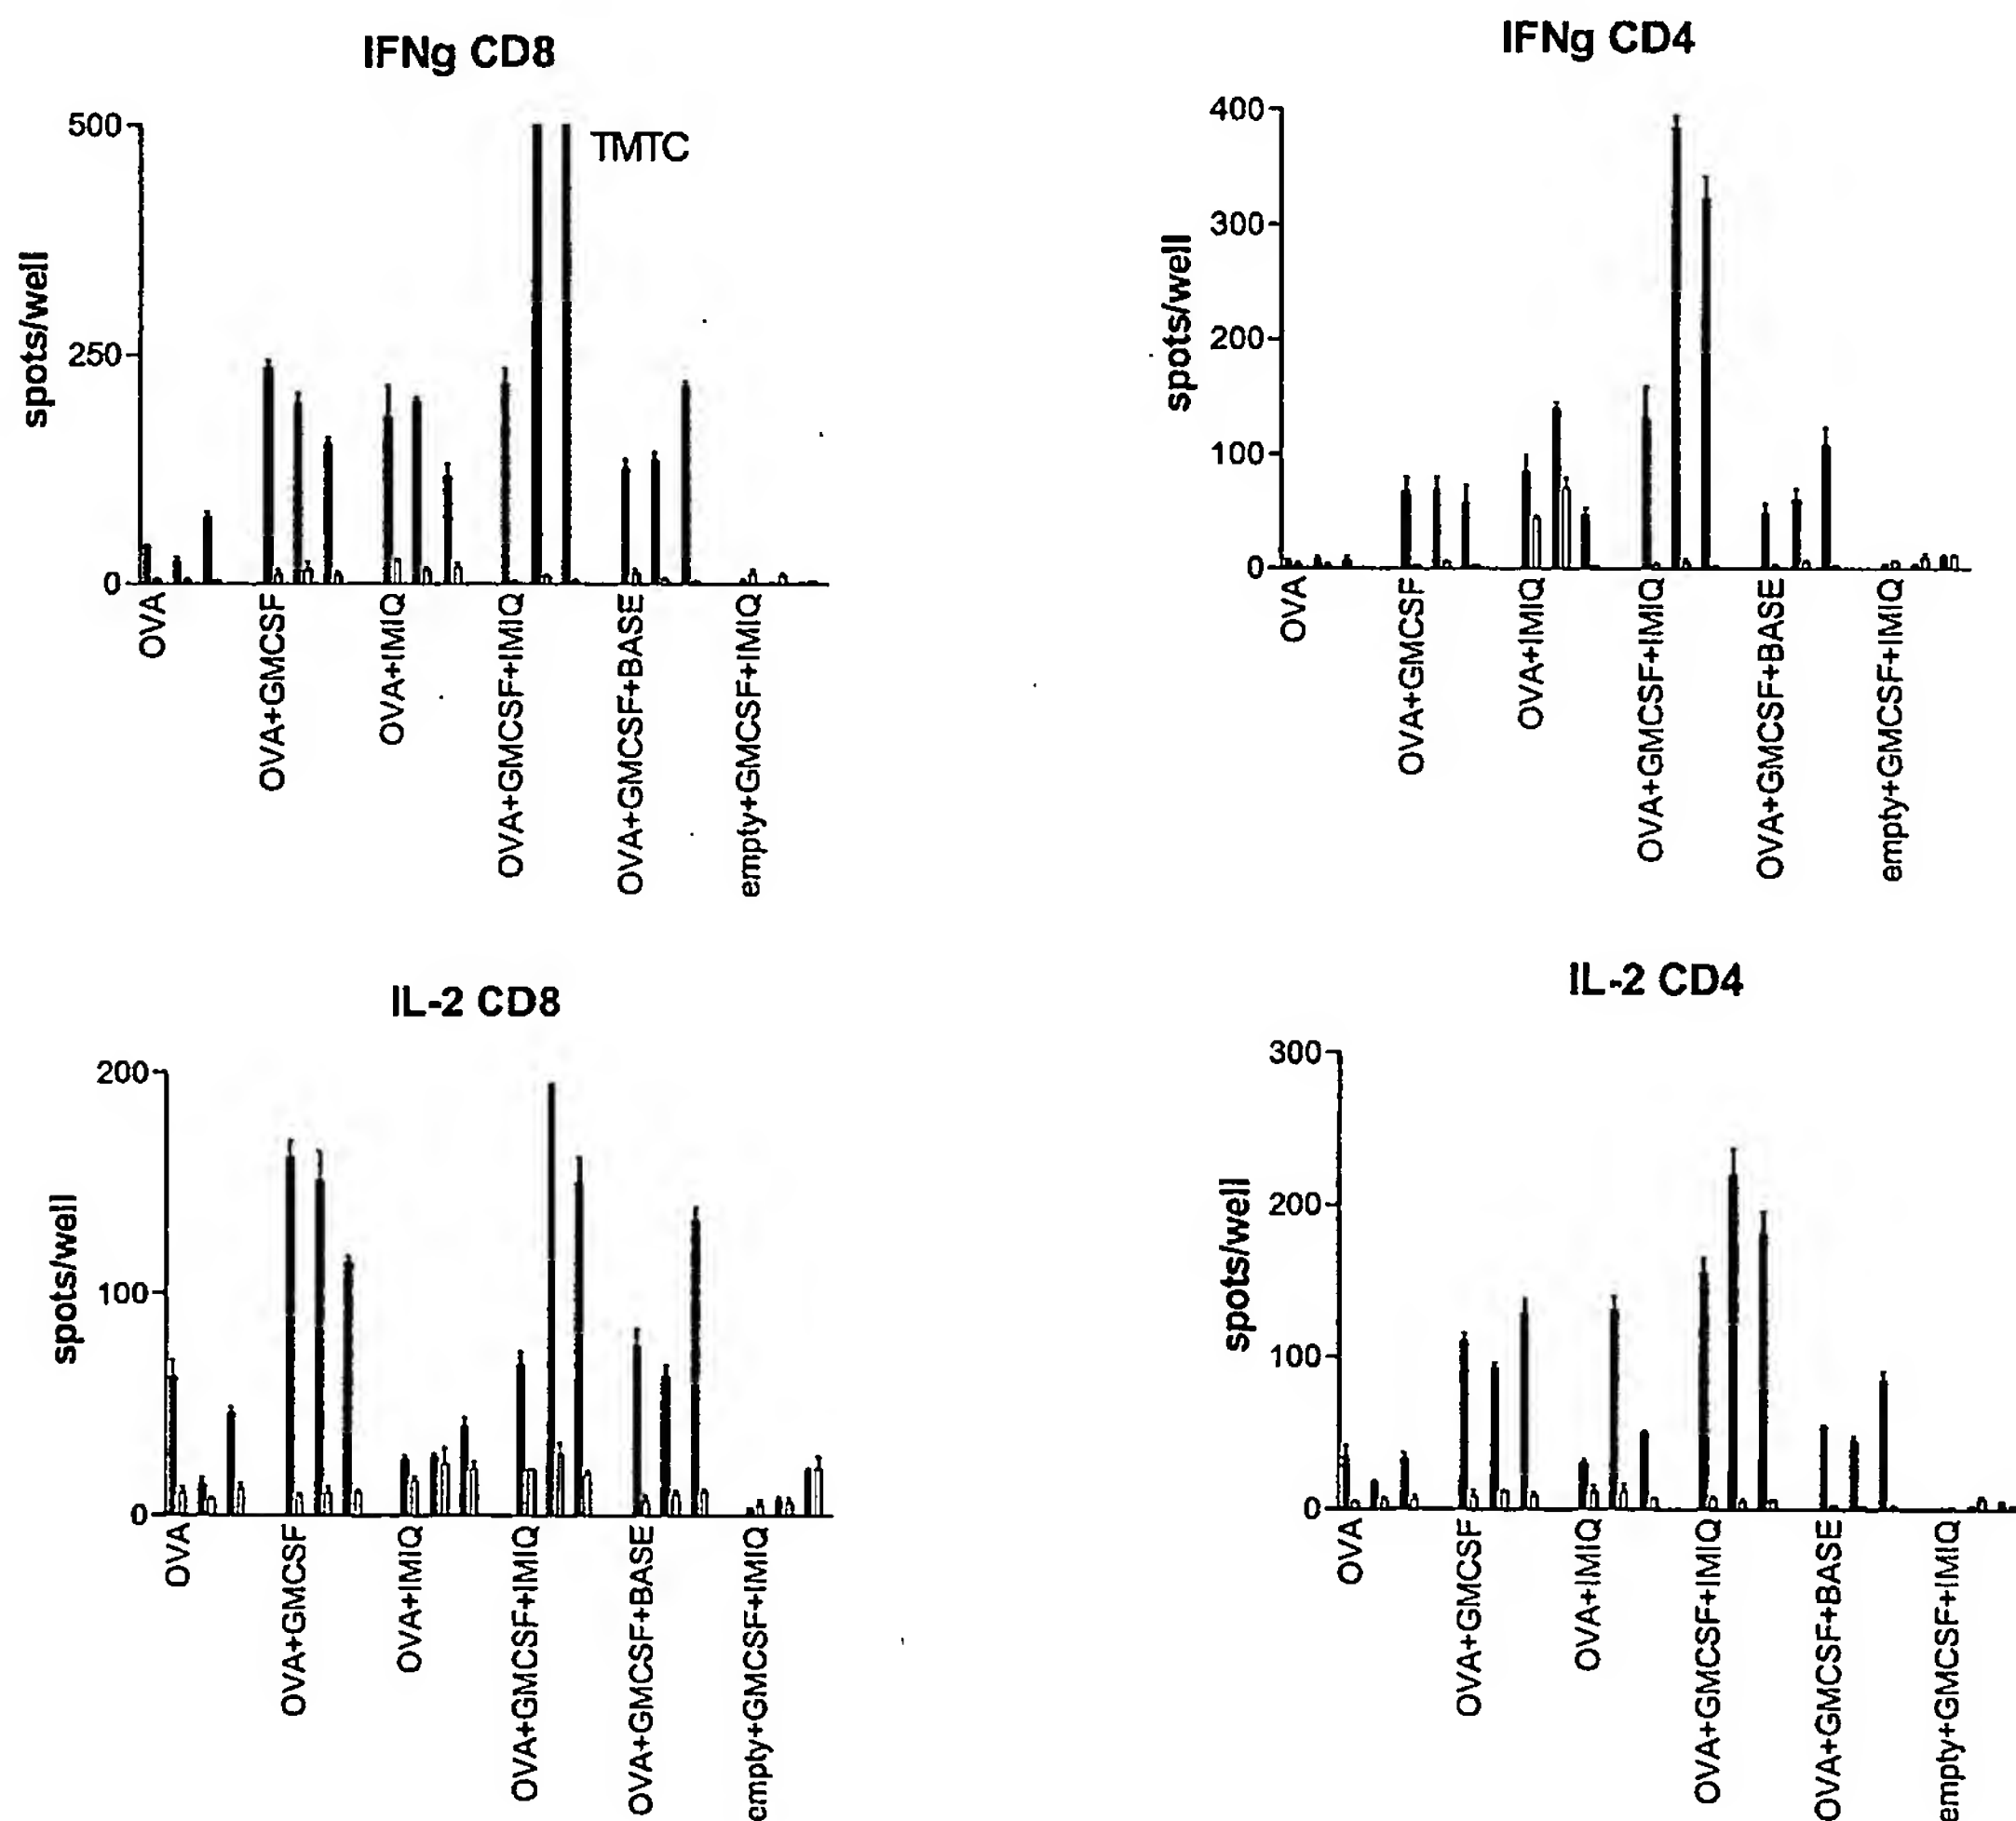 IFNg CD8
500
250
0
spots/well
TMTC
OVA
OVA+GMCSF
OVA+IMIQ
OVA+GMCSF+IMIQ
OVA+GMCSF+BASE
empty+GMCSF+IMIQ
IFNg CD4
400
300
200
100
0
spots/well
OVA
OVA+GMCSF
OVA+IMIQ
OVA+GMCSF+IMIQ
OVA+GMCSF+BASE
empty+GMCSF+IMIQ
IL-2 CD8
200
100
0
spots/well
OVA
OVA+GMCSF
OVA+IMIQ
OVA+GMCSF+IMIQ
OVA+GMCSF+BASE
empty+GMCSF+IMIQ
IL-2 CD4
300
200
100
0
spots/well
OVA
OVA+GMCSF
OVA+IMIQ
OVA+GMCSF+IMIQ
OVA+GMCSF+BASE
empty+GMCSF+IMIQ